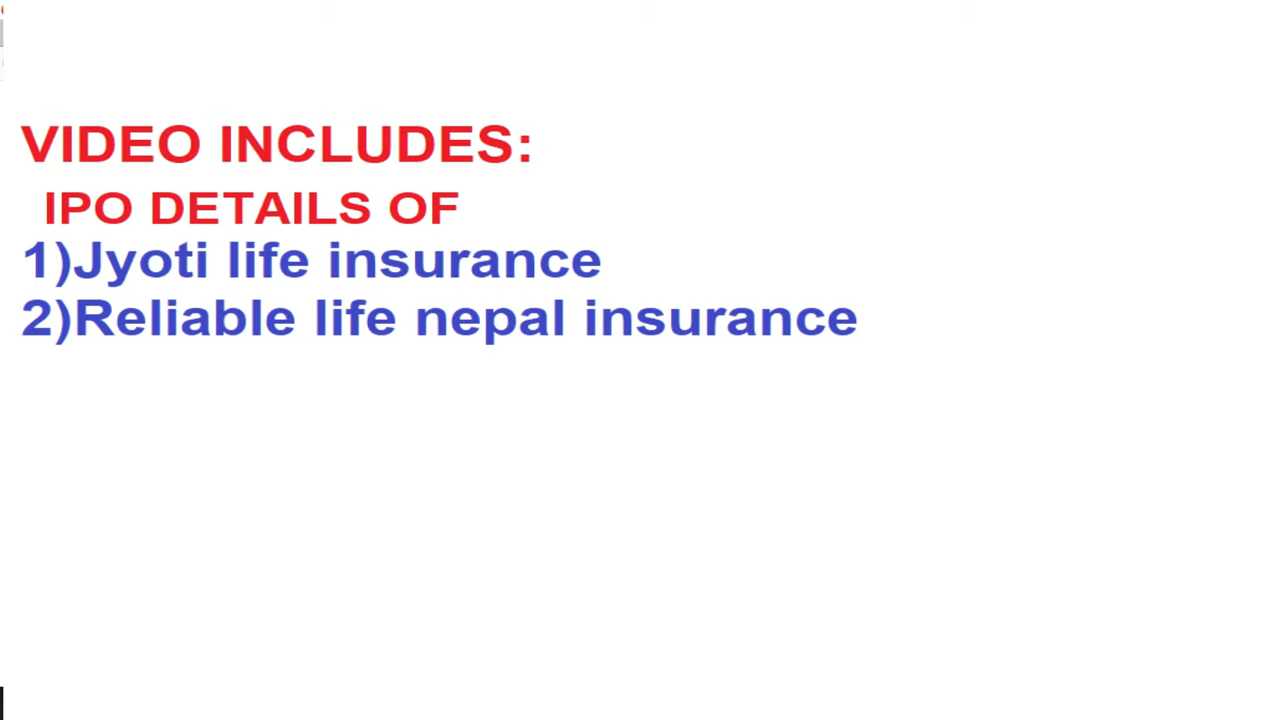 VIDEO INCLUDES:
IPO DETAILS OF
1)Jyoti life insurance
2)Reliable life nepal insurance